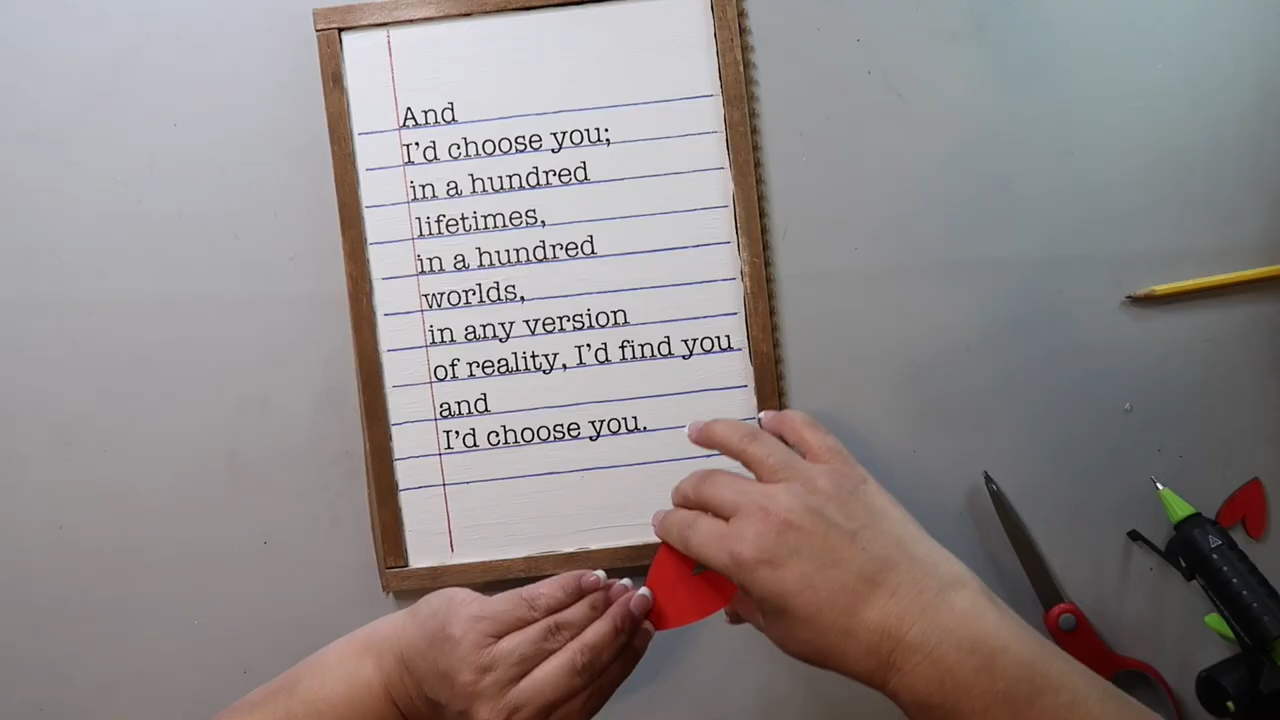 And
I'd choose you;
in a hundred
lifetimes,
in a hundred
worlds,
in any version
of reality, I'd find you
and
I'd choose you.